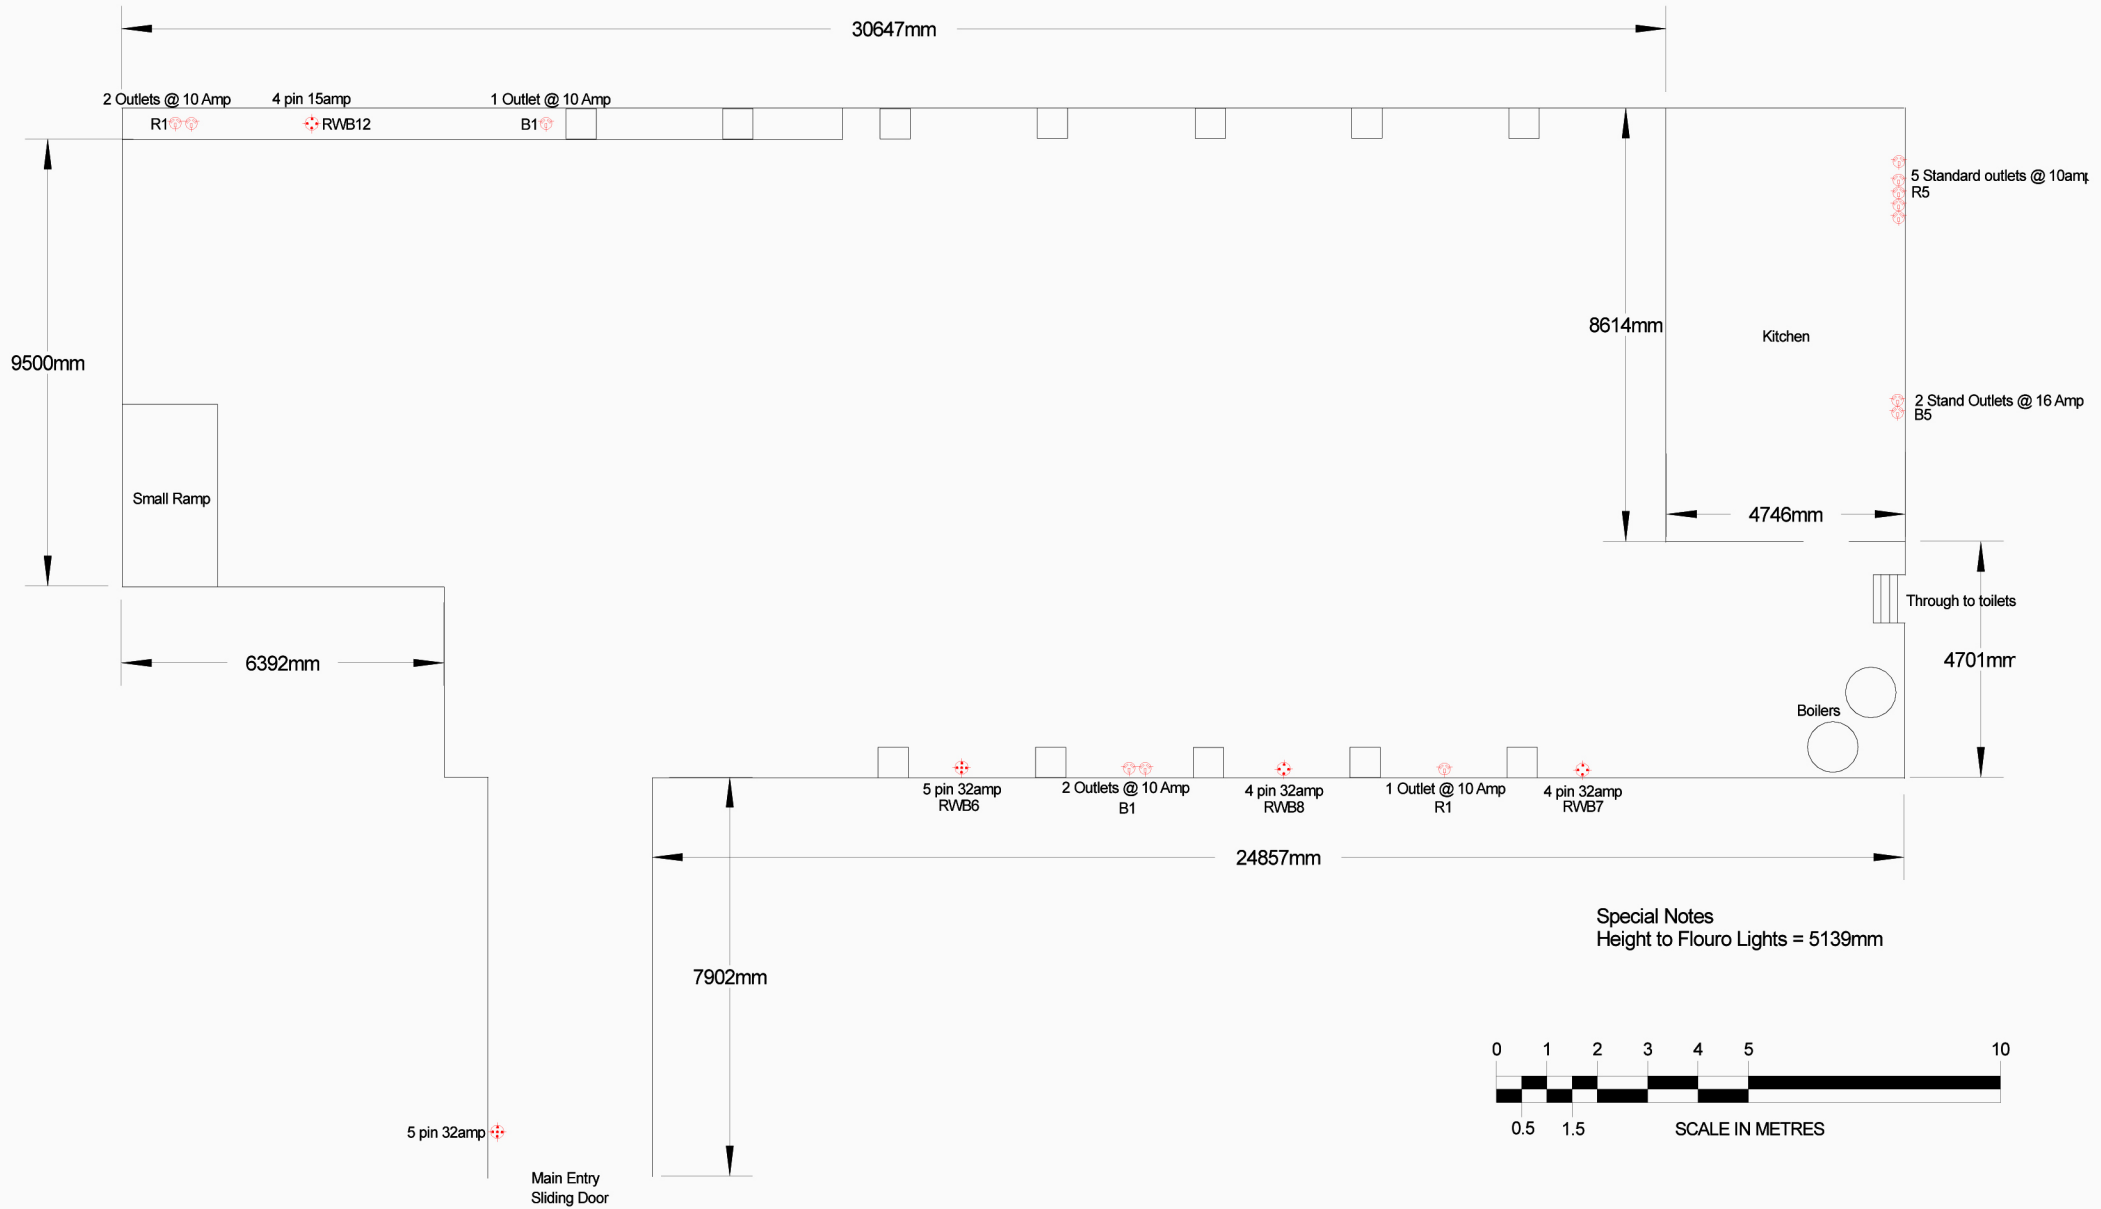 30647mm
2 Outlets @ 10 Amp
4 pin 15amp
1 Outlet @ 10 Amp
R1
RWB12
B1
5 Standard outlets @ 10amp
R5
8614mm
Kitchen
9500mm
2 Stand Outlets @ 16 Amp
B5
Small Ramp
4746mm
Through to toilets
6392mm
4701mm
Boilers
5 pin 32amp
RWB6
2 Outlets @ 10 Amp
B1
4 pin 32amp
RWB8
1 Outlet @ 10 Amp
R1
4 pin 32amp
RWB7
24857mm
Special Notes
Height to Flouro Lights = 5139mm
7902mm
0 1 2 3 4 5 10
0.5 1.5 SCALE IN METRES
5 pin 32amp
Main Entry
Sliding Door